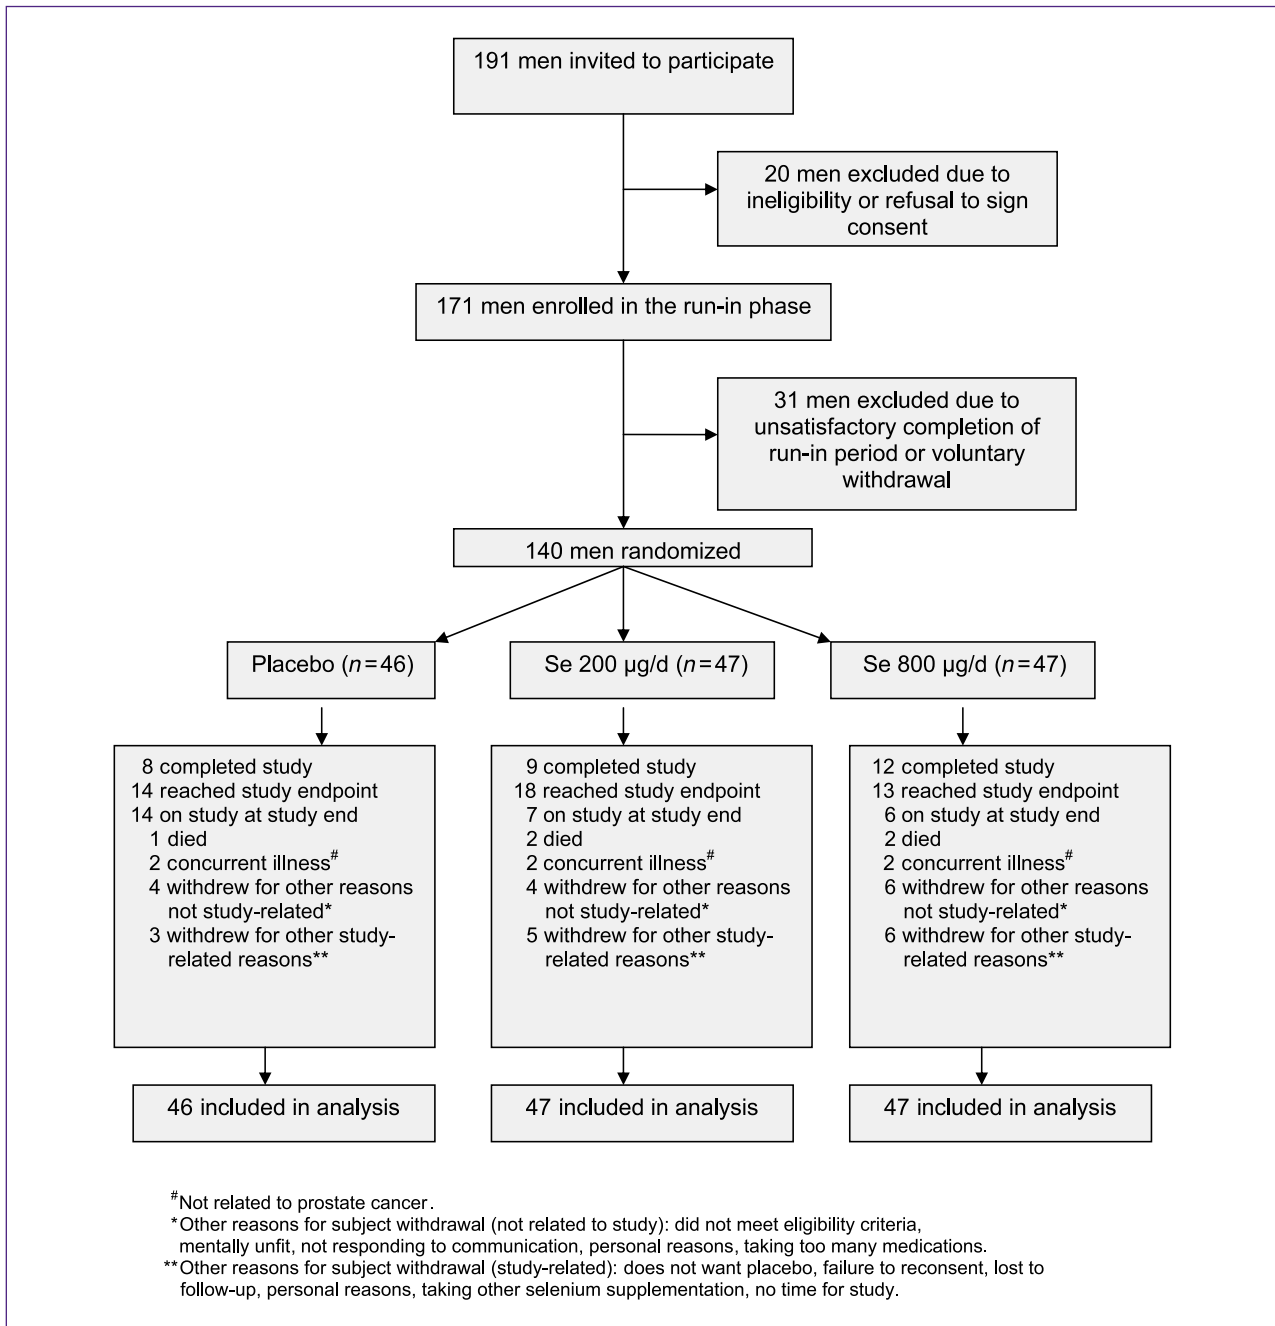 191 men invited to participate
20 men excluded due to
ineligibility or refusal to sign
consent
171 men enrolled in the run-in phase
31 men excluded due to
unsatisfactory completion of
run-in period or voluntary
withdrawal
140 men randomized
Placebo (n=46)
Se 200 µg/d (n=47)
Se 800 µg/d (n=47)
8 completed study
14 reached study endpoint
14 on study at study end
1 died
2 concurrent illness#
4 withdrew for other reasons
not study-related*
3 withdrew for other study-
related reasons**
9 completed study
18 reached study endpoint
7 on study at study end
2 died
2 concurrent illness#
4 withdrew for other reasons
not study-related*
5 withdrew for other study-
related reasons**
12 completed study
13 reached study endpoint
6 on study at study end
2 died
2 concurrent illness#
6 withdrew for other reasons
not study-related*
6 withdrew for other study-
related reasons**
46 included in analysis
47 included in analysis
47 included in analysis
#Not related to prostate cancer.
*Other reasons for subject withdrawal (not related to study): did not meet eligibility criteria,
mentally unfit, not responding to communication, personal reasons, taking too many medications.
**Other reasons for subject withdrawal (study-related): does not want placebo, failure to reconsent, lost to
follow-up, personal reasons, taking other selenium supplementation, no time for study.